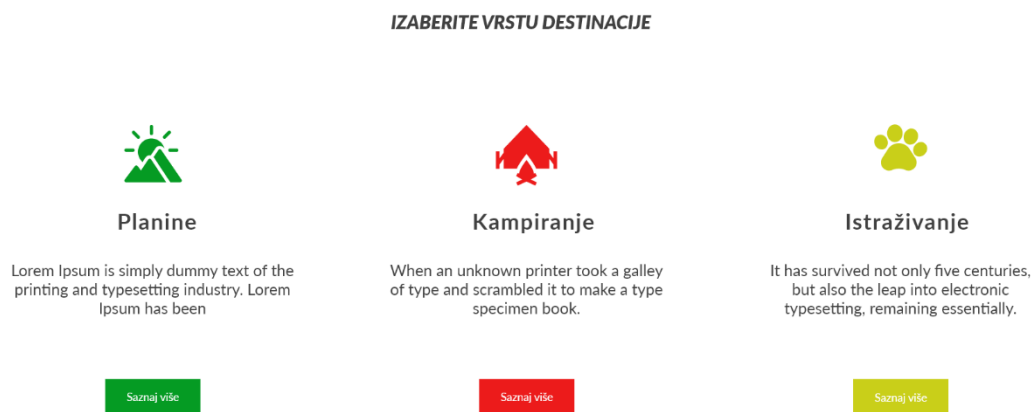 IZABERITE VRSTU DESTINACIJE
Planine
Lorem Ipsum is simply dummy text of the
printing and typesetting industry. Lorem
Ipsum has been
Saznaj više
Kampiranje
When an unknown printer took a galley
of type and scrambled it to make a type
specimen book.
Saznaj više
Istraživanje
It has survived not only five centuries,
but also the leap into electronic
typesetting, remaining essentially.
Saznaj više